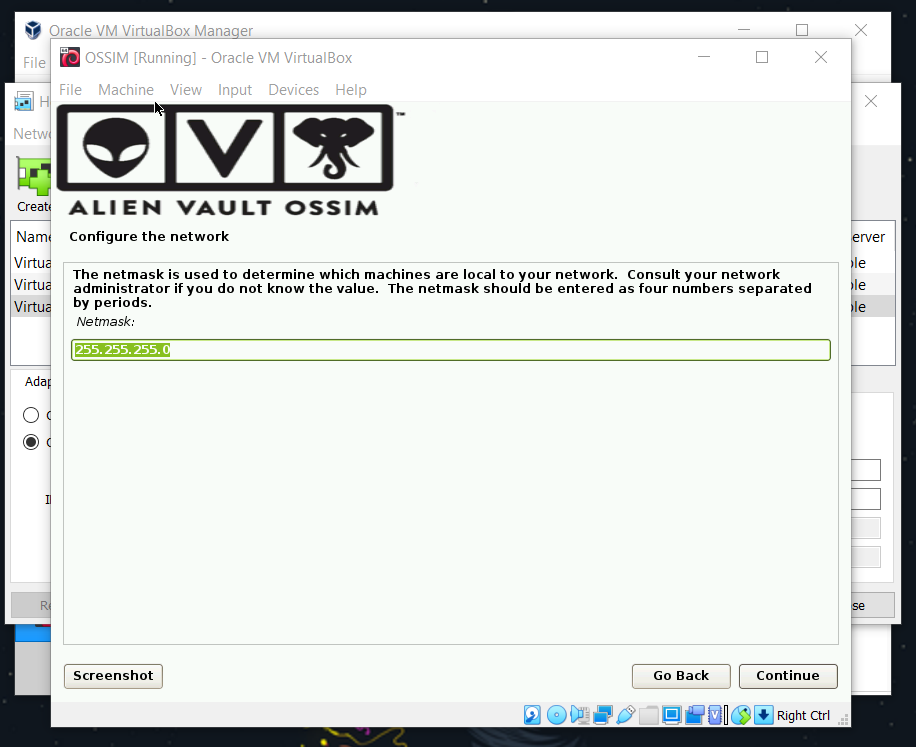 Oracle VM VirtualBox Manager
File
OSSIM [Running] - Oracle VM VirtualBox
File Machine View Input Devices Help
ALIEN VAULT OSSIM
™
Configure the network
The netmask is used to determine which machines are local to your network.  Consult your network
administrator if you do not know the value.  The netmask should be entered as four numbers separated
by periods.
Netmask:
255.255.255.0
Screenshot
Go Back
Continue
V
Right Ctrl
H
Netw
Create
Name
erver
Virtua
ble
Virtua
ble
Virtua
ble
Adap